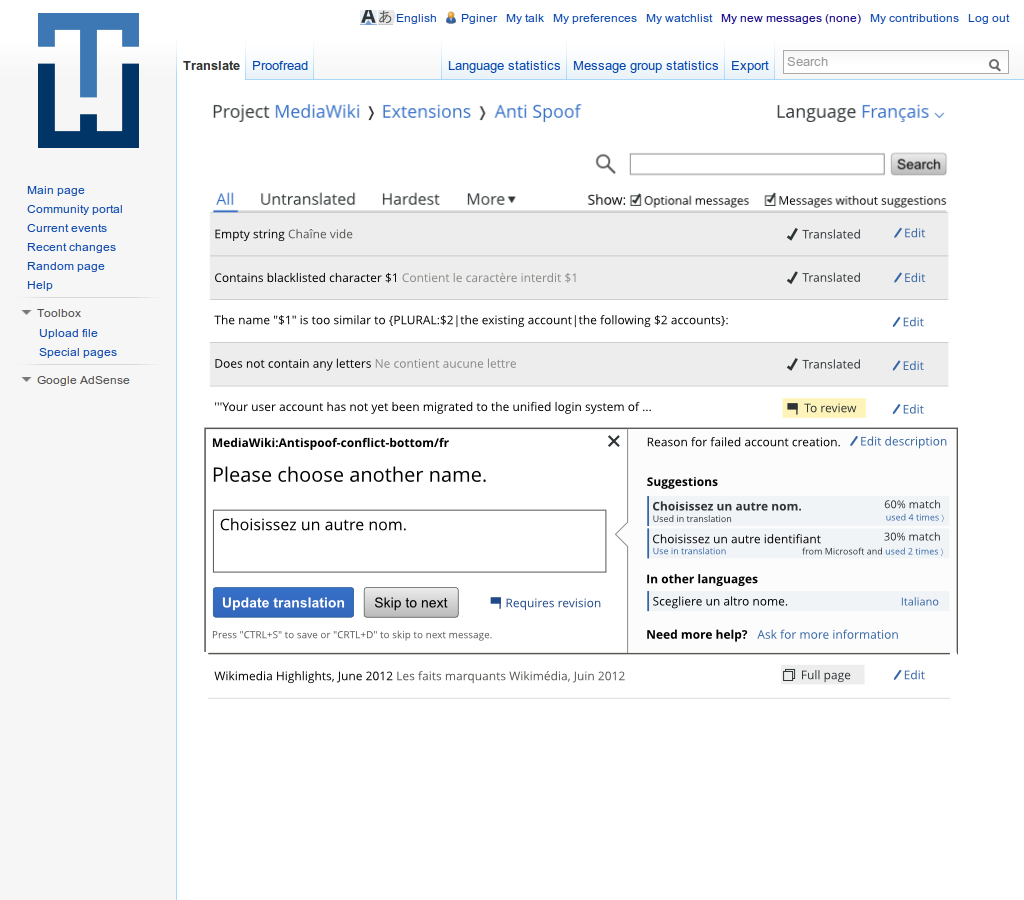 Aあ English Pginer My talk My preferences My watchlist My new messages (none) My contributions Log out
Translate Proofread Language statistics Message group statistics Export Search
Project MediaWiki ❭ Extensions ❭ Anti Spoof Language Français
Search
All Untranslated Hardest More▾ Show: Optional messages Messages without suggestions
Main page
Community portal
Current events
Recent changes
Random page
Help
Toolbox
Upload file
Special pages
Google AdSense
Empty string Chaîne vide Translated Edit
Contains blacklisted character $1 Contient le caractère interdit $1 Translated Edit
The name "$1" is too similar to {PLURAL:$2|the existing account|the following $2 accounts}: Edit
Does not contain any letters Ne contient aucune lettre Translated Edit
'''Your user account has not yet been migrated to the unified login system of ... To review Edit
MediaWiki:Antispoof-conflict-bottom/fr
Please choose another name.
Choisissez un autre nom.
Update translation Skip to next Requires revision
Press "CTRL+S" to save or "CRTL+D" to skip to next message.
Reason for failed account creation. Edit description
Suggestions
Choisissez un autre nom. 60% match
Used in translation used 4 times ⟩
Choisissez un autre identifiant 30% match
Use in translation from Microsoft and used 2 times ⟩
In other languages
Scegliere un altro nome. Italiano
Need more help? Ask for more information
Wikimedia Highlights, June 2012 Les faits marquants Wikimédia, Juin 2012 Full page Edit